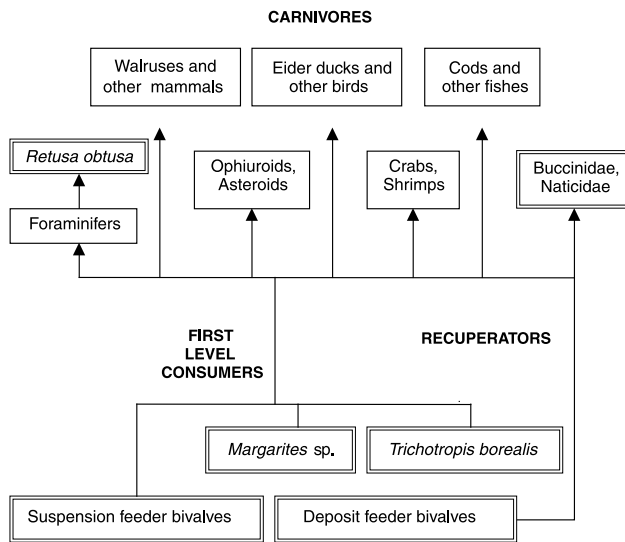 CARNIVORES
Walruses and
other mammals
Eider ducks and
other birds
Cods and
other fishes
Retusa obtusa
Ophiuroids,
Asteroids
Crabs,
Shrimps
Buccinidae,
Naticidae
Foraminifers
FIRST
LEVEL
CONSUMERS
RECUPERATORS
Margarites sp.
Trichotropis borealis
Suspension feeder bivalves
Deposit feeder bivalves